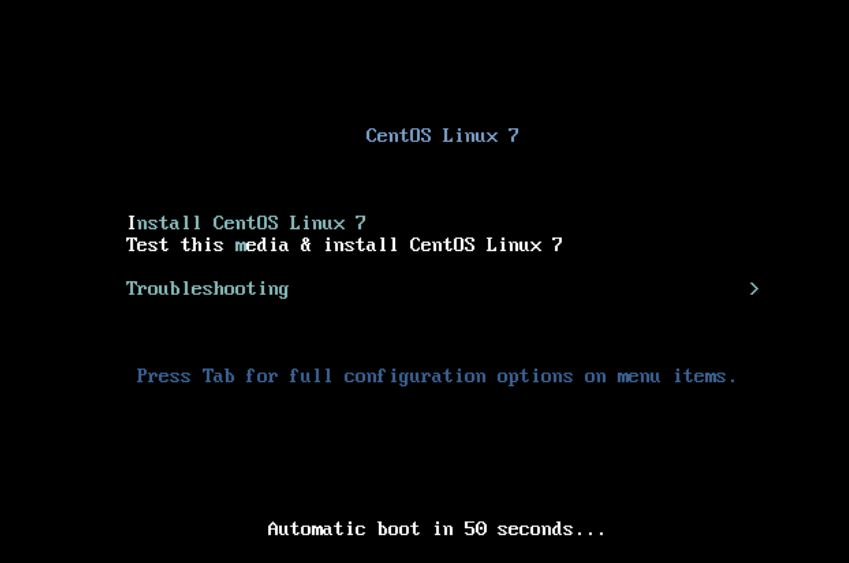 CentOS Linux 7
Install CentOS Linux 7
Test this media & install CentOS Linux 7
Troubleshooting >
Press Tab for full configuration options on menu items.
Automatic boot in 50 seconds...